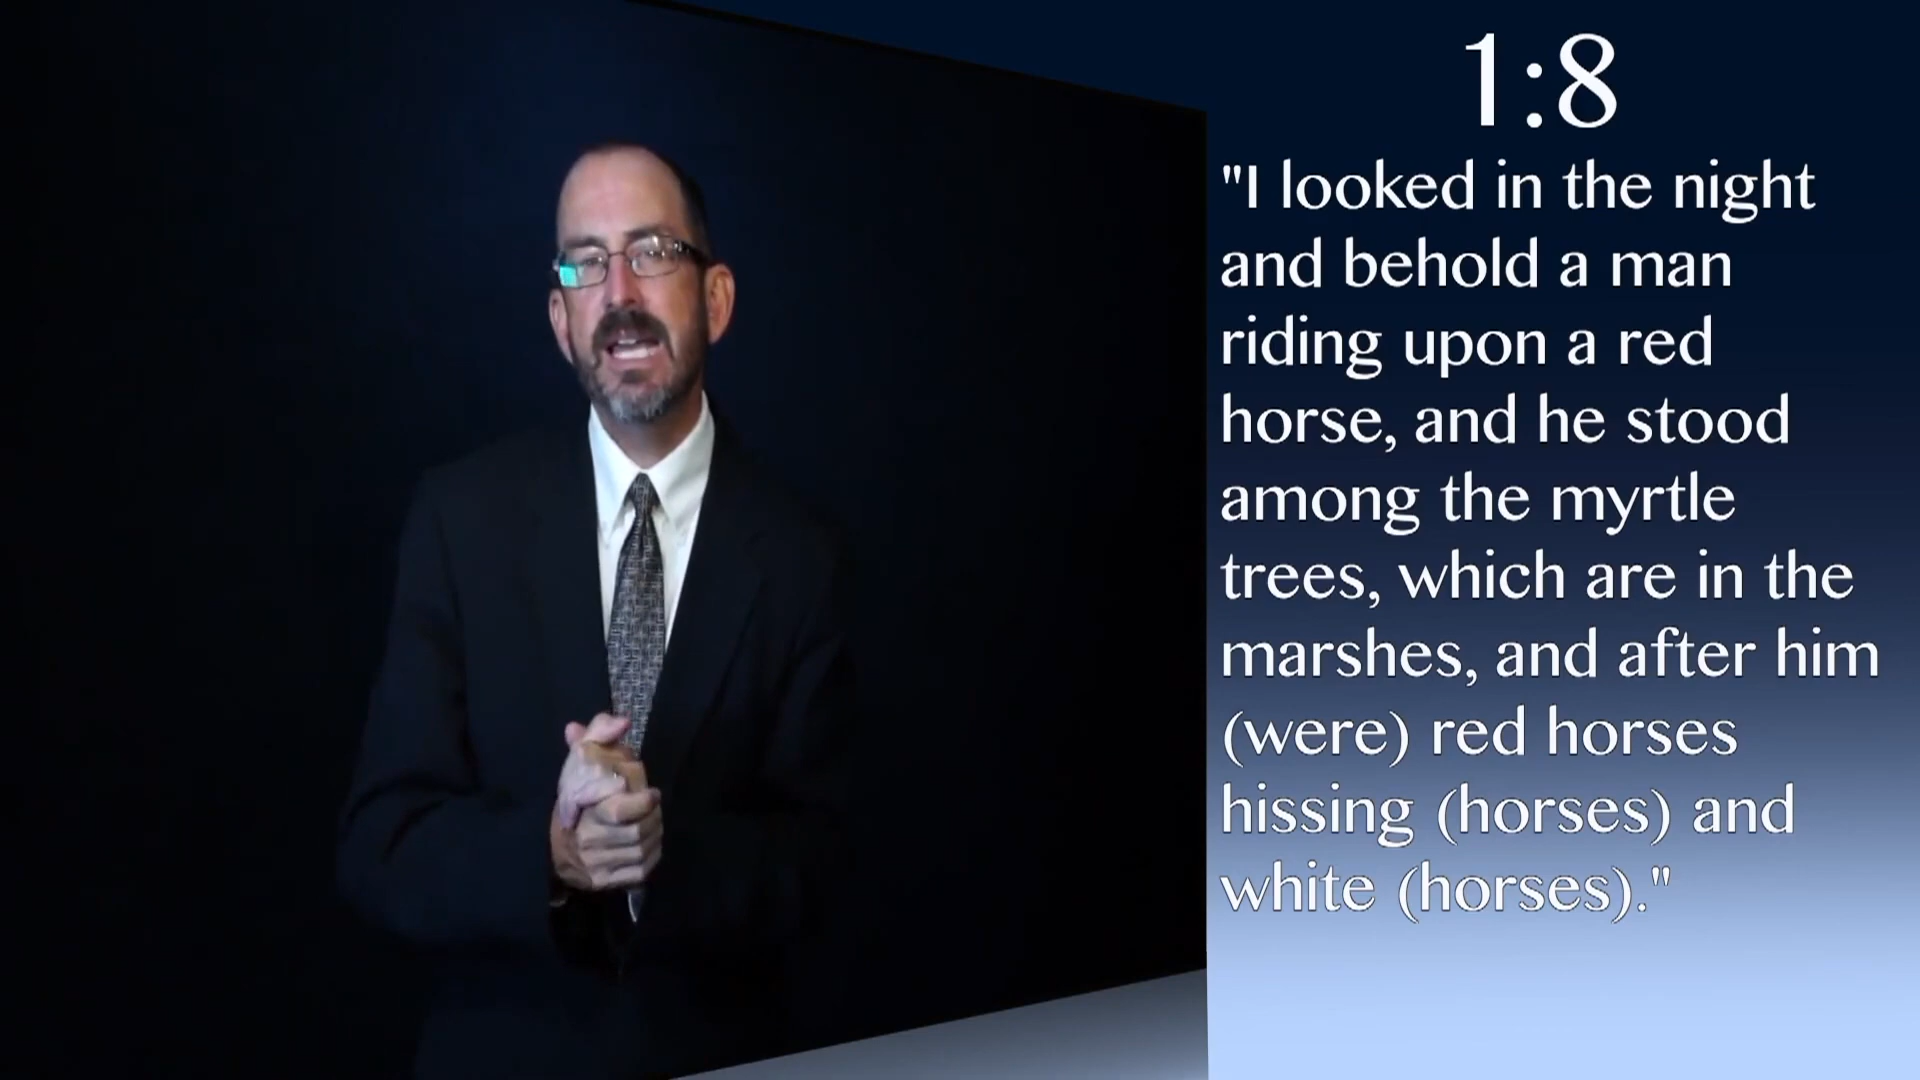 1:8
"I looked in the night
and behold a man
riding upon a red
horse, and he stood
among the myrtle
trees, which are in the
marshes, and after him
(were) red horses
hissing (horses) and
white (horses)."